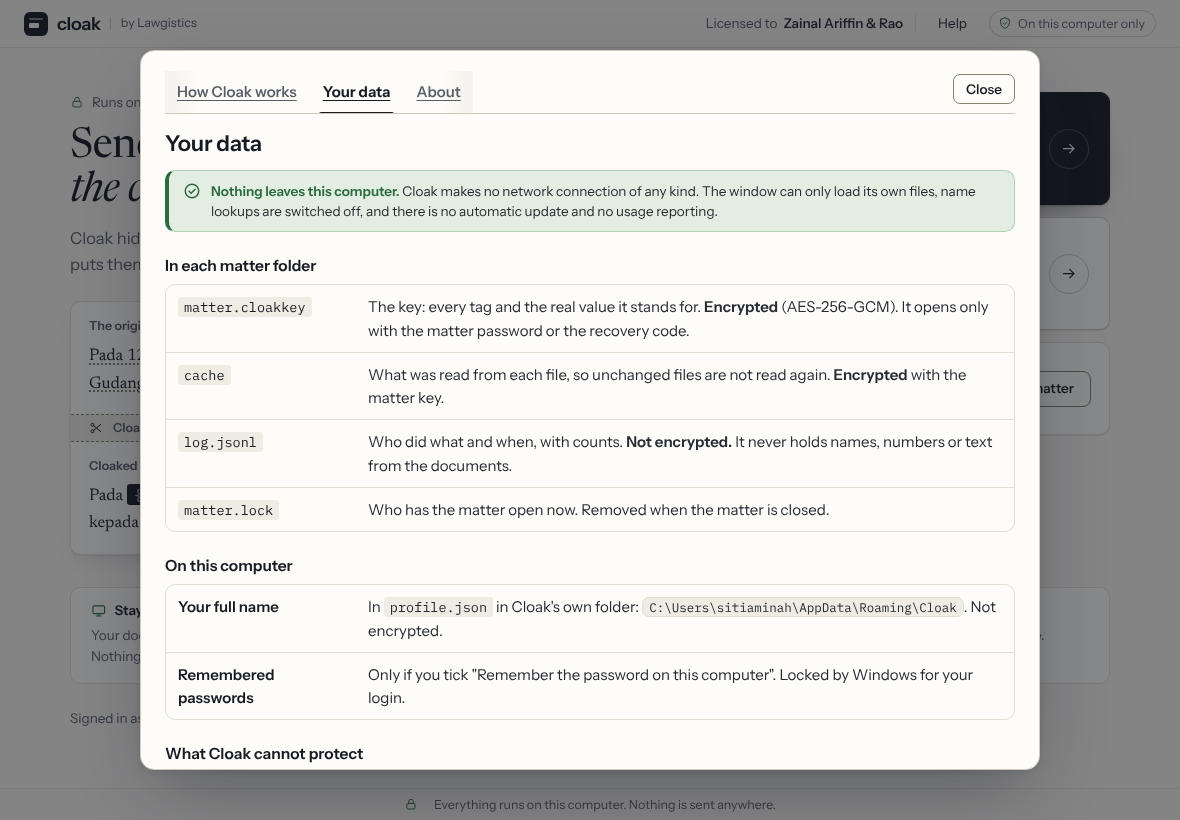 cloak by Lawgistics
Licensed to Zainal Ariffin & Rao
Help
On this computer only
How Cloak works
Your data
About
Close
Runs on
Send
the c
Cloak hid
puts then
The origi
Pada 12
Gudang
Cloa
Cloaked
Pada
kepada
Stay
Your doc
Nothing
Signed in as
Your data
Nothing leaves this computer. Cloak makes no network connection of any kind. The window can only load its own files, name
lookups are switched off, and there is no automatic update and no usage reporting.
In each matter folder
matter.cloakkey
The key: every tag and the real value it stands for. Encrypted (AES-256-GCM). It opens only
with the matter password or the recovery code.
cache
What was read from each file, so unchanged files are not read again. Encrypted with the
matter key.
log.jsonl
Who did what and when, with counts. Not encrypted. It never holds names, numbers or text
from the documents.
matter.lock
Who has the matter open now. Removed when the matter is closed.
On this computer
Your full name
In profile.json in Cloak's own folder: C:\Users\sitiaminah\AppData\Roaming\Cloak. Not
encrypted.
Remembered
passwords
Only if you tick "Remember the password on this computer". Locked by Windows for your
login.
What Cloak cannot protect
natter
Everything runs on this computer. Nothing is sent anywhere.